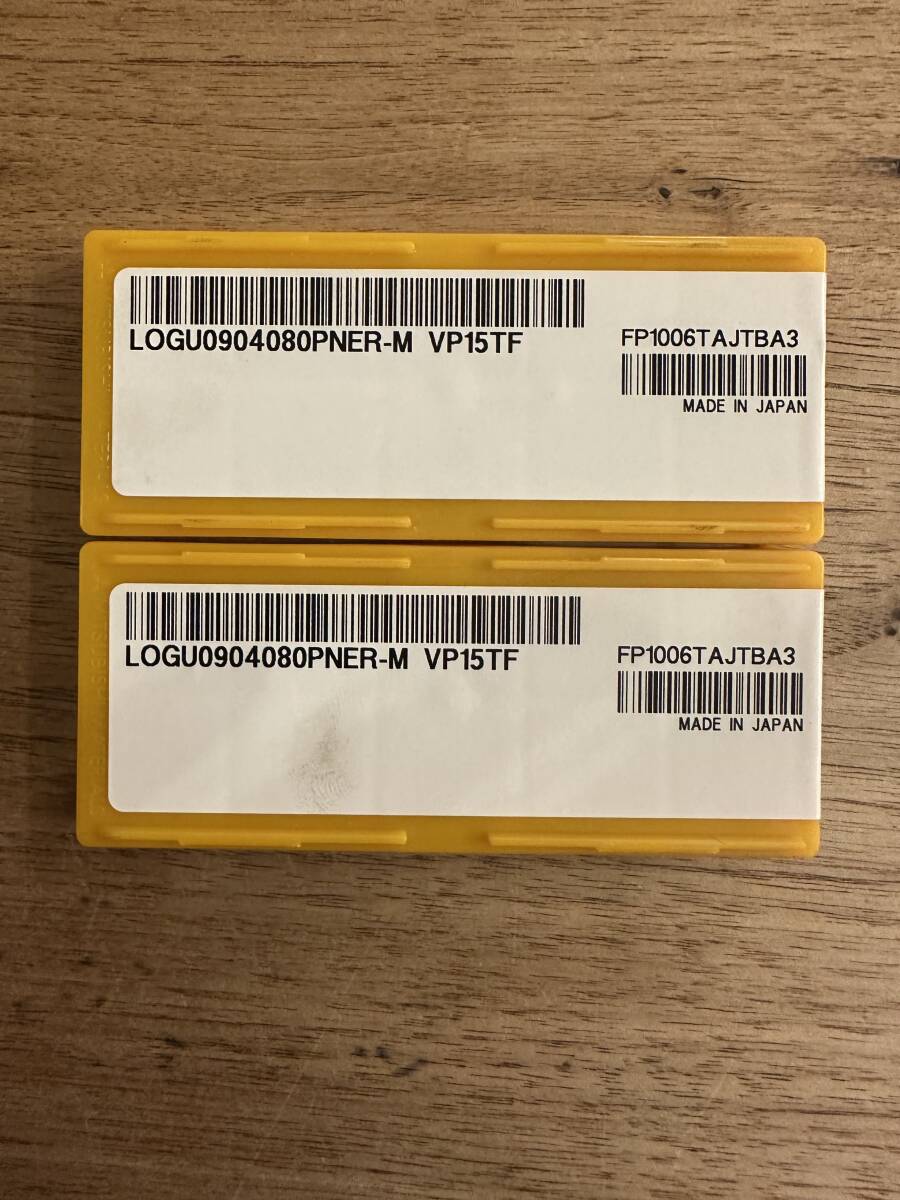 LOGU0904080PNER-M VP15TF
FP1006TAJTBA3
MADE IN JAPAN
LOGU0904080PNER-M VP15TF
FP1006TAJTBA3
MADE IN JAPAN